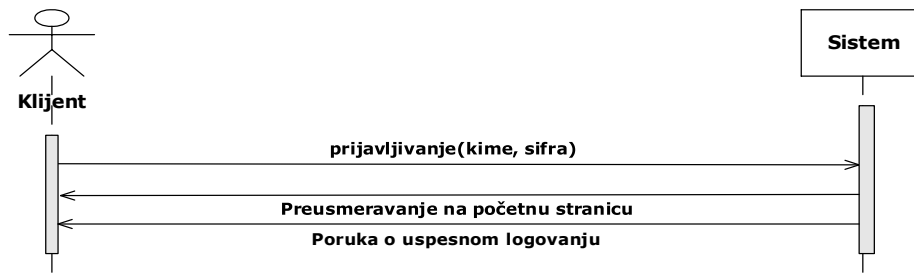 Sistem
Klijent
prijavljivanje(kime, sifra)
Preusmeravanje na početnu stranicu
Poruka o uspesnom logovanju